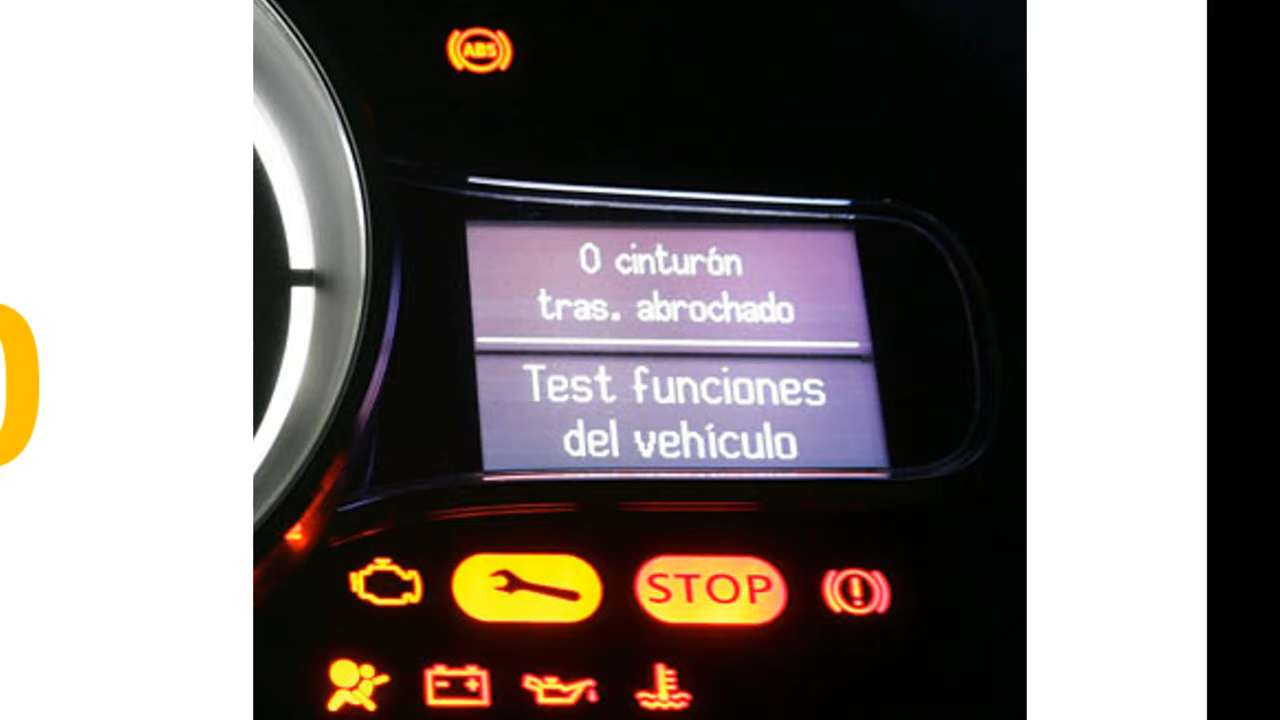 ABS
0 cinturón
tras. abrochado
Test funciones
del vehículo
STOP